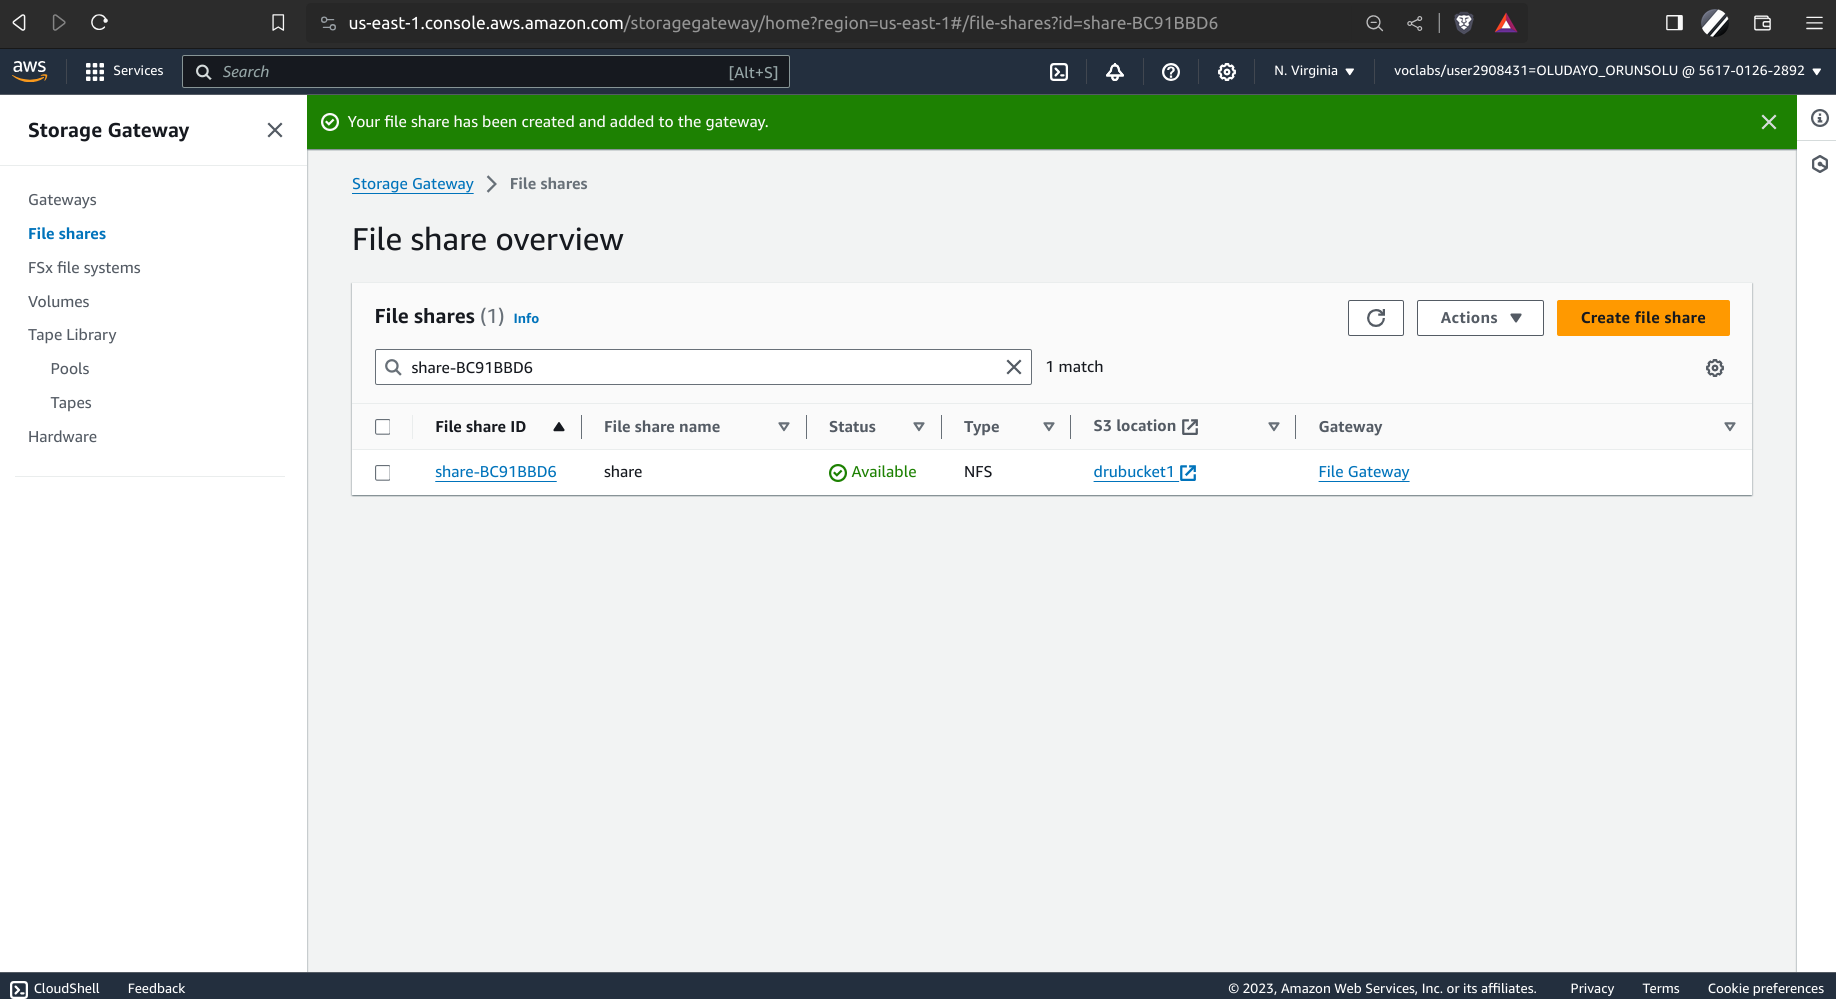 us-east-1.console.aws.amazon.com/storagegateway/home?region=us-east-1#/file-shares?id=share-BC91BBD6
aws Services Search [Alt+S] N. Virginia voclabs/user2908431=OLUDAYO_ORUNSOLU @ 5617-0126-2892
Storage Gateway
Gateways
File shares
FSx file systems
Volumes
Tape Library
Pools
Tapes
Hardware
Your file share has been created and added to the gateway.
Storage Gateway File shares
File share overview
File shares (1) Info Actions Create file share
share-BC91BBD6 1 match
File share ID File share name Status Type S3 location Gateway
share-BC91BBD6 share Available NFS drubucket1 File Gateway
CloudShell Feedback © 2023, Amazon Web Services, Inc. or its affiliates. Privacy Terms Cookie preferences